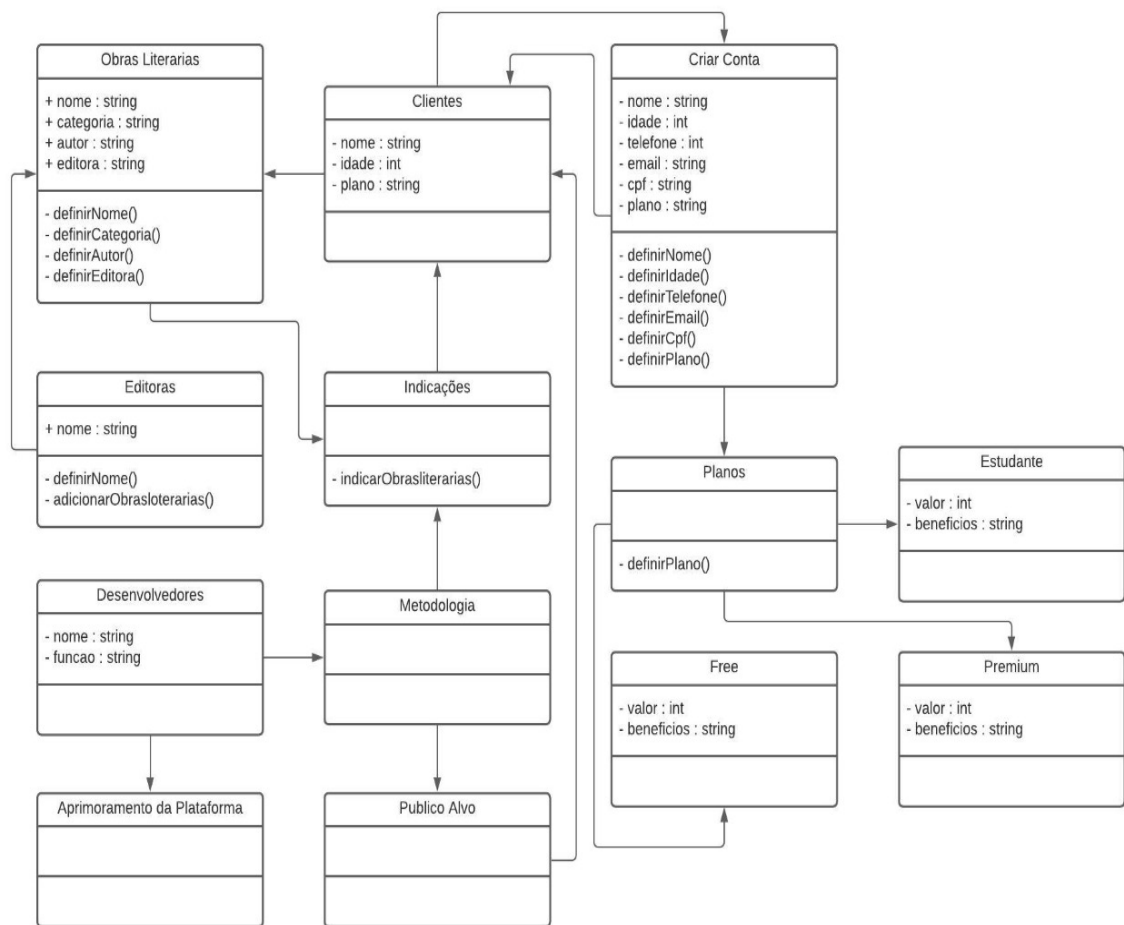 Obras Literarias
+ nome : string
+ categoria : string
+ autor : string
+ editora : string
- definirNome()
- definirCategoria()
- definirAutor()
- definirEditora()
Clientes
- nome : string
- idade : int
- plano : string
Criar Conta
- nome : string
- idade : int
- telefone : int
- email : string
- cpf : string
- plano : string
- definirNome()
- definirIdade()
- definirTelefone()
- definirEmail()
- definirCpf()
- definirPlano()
Editoras
+ nome : string
- definirNome()
- adicionarObrasloterarias()
Indicações
- indicarObrasliterarias()
Planos
- definirPlano()
Estudante
- valor : int
- beneficios : string
Desenvolvedores
- nome : string
- funcao : string
Metodologia
Free
- valor : int
- beneficios : string
Premium
- valor : int
- beneficios : string
Aprimoramento da Plataforma
Publico Alvo